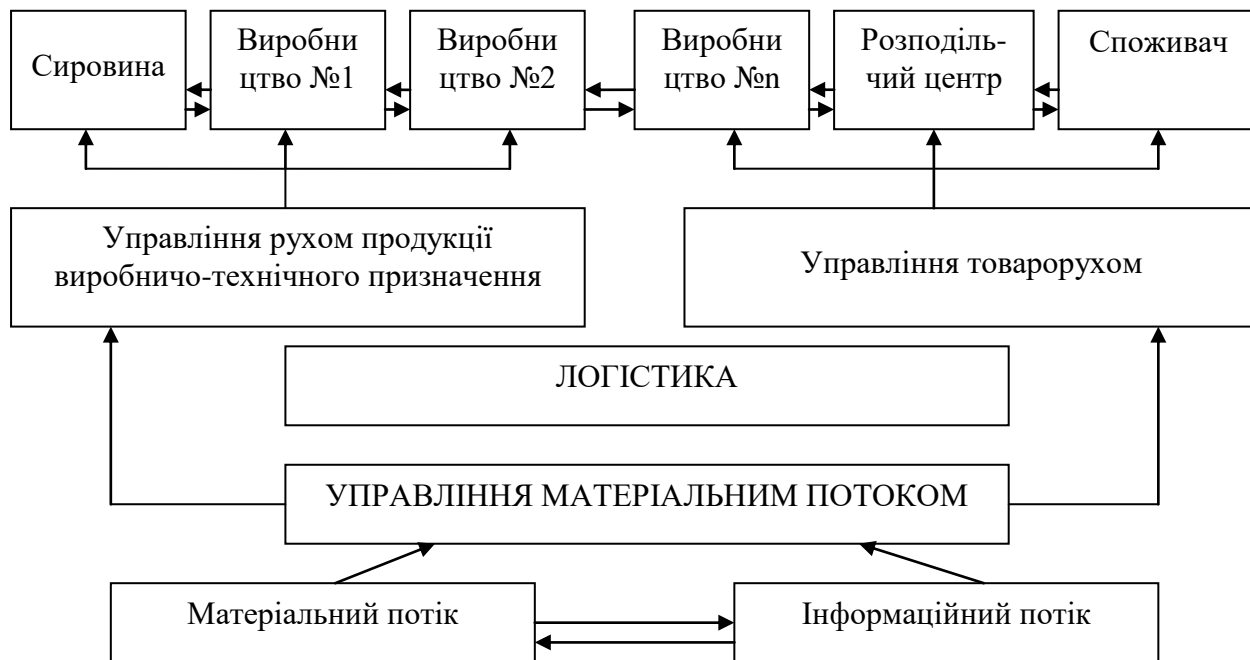 Сировина
Виробни
цтво №1
Виробни
цтво №2
Виробни
цтво №n
Розподіль-
чий центр
Споживач
Управління рухом продукції
виробничо-технічного призначення
Управління товарорухом
ЛОГІСТИКА
УПРАВЛІННЯ МАТЕРІАЛЬНИМ ПОТОКОМ
Матеріальний потік
Інформаційний потік